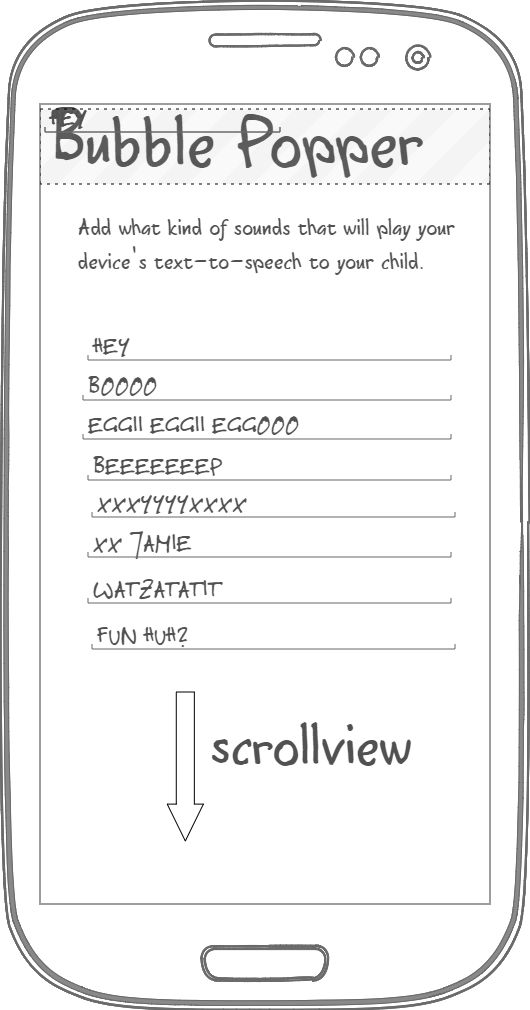 HEY
Bubble Popper
Add what kind of sounds that will play your
device's text-to-speech to your child.
HEY
BOOOO
EGGII EGGII EGGOOO
BEEEEEEEP
XXXYYYYXXXX
XX JAMIE
WATZATATIT
FUN HUH?
scrollview